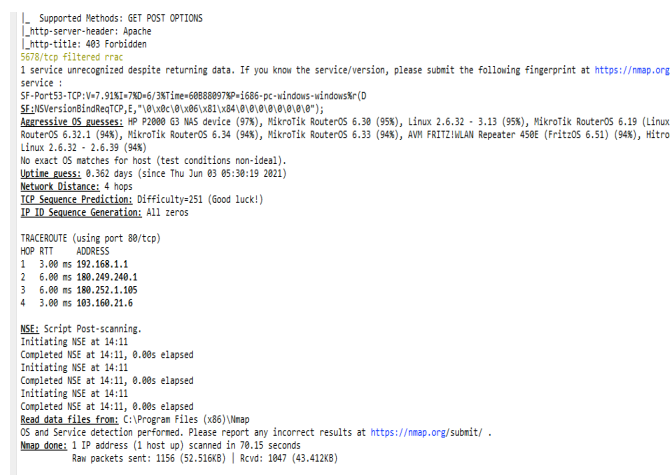 |_  Supported Methods: GET POST OPTIONS
|_http-server-header: Apache
|_http-title: 403 Forbidden
5678/tcp filtered rrac
1 service unrecognized despite returning data. If you know the service/version, please submit the following fingerprint at https://nmap.org
service :
SF-Port53-TCP:V=7.91%I=7%D=6/3%Time=60B88097%P=i686-pc-windows-windows%r(D
SF:NSVersionBindReqTCP,E,"\0\x0c\0\x06\x81\x84\0\0\0\0\0\0\0\0");
Aggressive OS guesses: HP P2000 G3 NAS device (97%), MikroTik RouterOS 6.30 (95%), Linux 2.6.32 - 3.13 (95%), MikroTik RouterOS 6.19 (Linux
RouterOS 6.32.1 (94%), MikroTik RouterOS 6.34 (94%), MikroTik RouterOS 6.33 (94%), AVM FRITZ!WLAN Repeater 450E (FritzOS 6.51) (94%), Hitro
Linux 2.6.32 - 2.6.39 (94%)
No exact OS matches for host (test conditions non-ideal).
Uptime guess: 0.362 days (since Thu Jun 03 05:30:19 2021)
Network Distance: 4 hops
TCP Sequence Prediction: Difficulty=251 (Good luck!)
IP ID Sequence Generation: All zeros
TRACEROUTE (using port 80/tcp)
HOP RTT     ADDRESS
1   3.00 ms 192.168.1.1
2   6.00 ms 180.249.240.1
3   6.00 ms 180.252.1.105
4   3.00 ms 103.160.21.6
NSE: Script Post-scanning.
Initiating NSE at 14:11
Completed NSE at 14:11, 0.00s elapsed
Initiating NSE at 14:11
Completed NSE at 14:11, 0.00s elapsed
Initiating NSE at 14:11
Completed NSE at 14:11, 0.00s elapsed
Read data files from: C:\Program Files (x86)\Nmap
OS and Service detection performed. Please report any incorrect results at https://nmap.org/submit/ .
Nmap done: 1 IP address (1 host up) scanned in 70.15 seconds
Raw packets sent: 1156 (52.516KB) | Rcvd: 1047 (43.412KB)